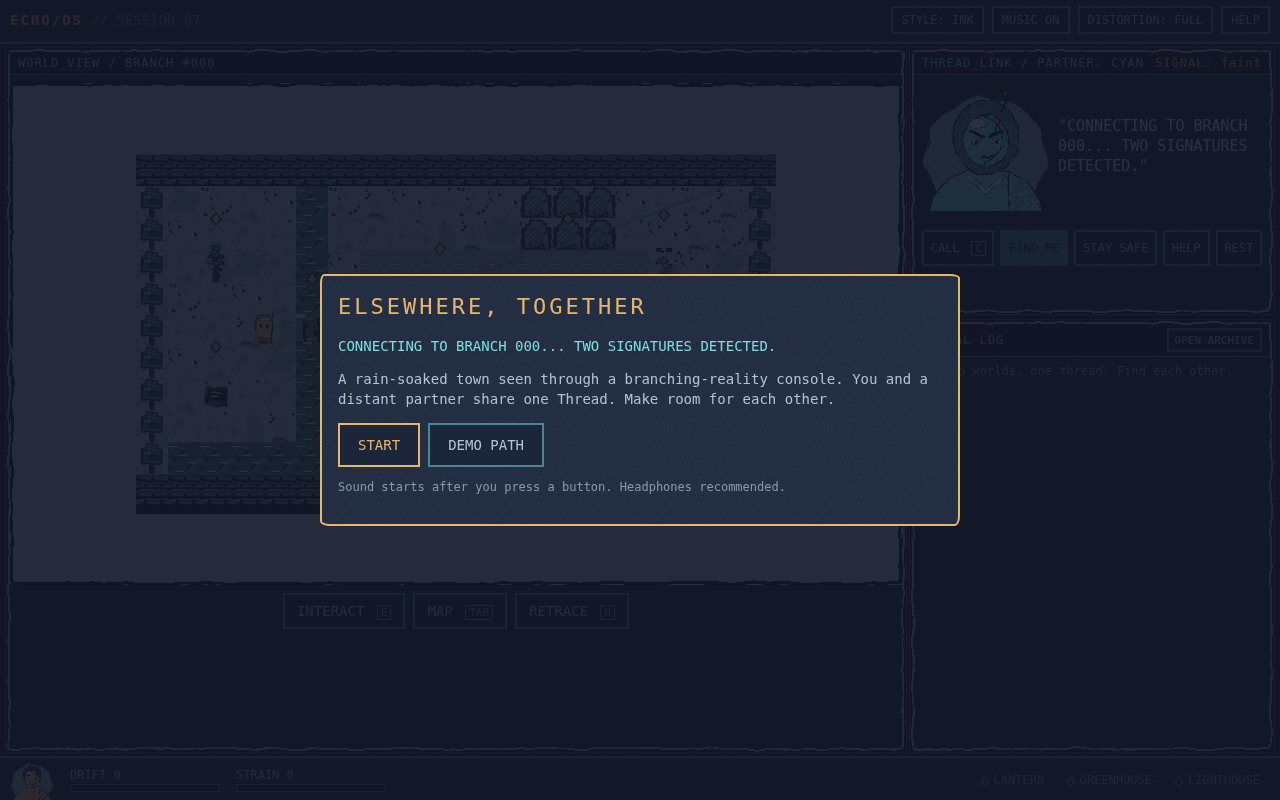 ECHO/OS // SESSION 07
STYLE: INK
MUSIC ON
DISTORTION: FULL
HELP
WORLD_VIEW / BRANCH #000
THREAD_LINK / PARTNER: CYAN
SIGNAL: faint
"CONNECTING TO BRANCH
000... TWO SIGNATURES
DETECTED."
CALL C
FIND ME
STAY SAFE
HELP
REST
ELSEWHERE, TOGETHER
CONNECTING TO BRANCH 000... TWO SIGNATURES DETECTED.
A rain-soaked town seen through a branching-reality console. You and a
distant partner share one Thread. Make room for each other.
START
DEMO PATH
Sound starts after you press a button. Headphones recommended.
LOG
OPEN ARCHIVE
worlds, one thread. Find each other.
INTERACT E
MAP TAB
RETRACE R
DRIFT 0
STRAIN 0
LANTERN -
GREENHOUSE -
LIGHTHOUSE -